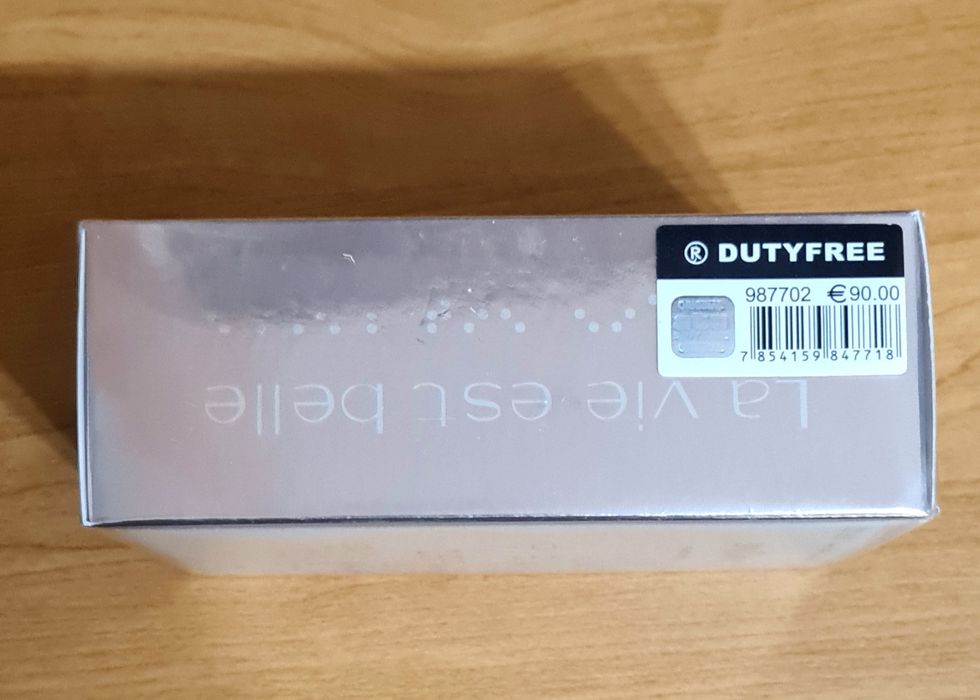 ® DUTYFREE
987702 €90.00
7 854159 847718
La vie est belle